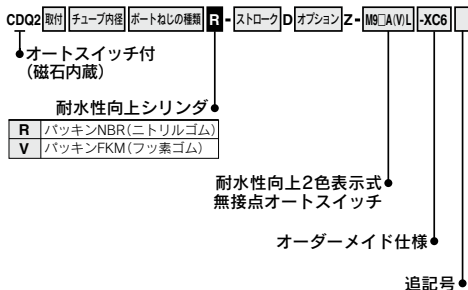 CDQ2 取付 チューブ内径 ポートねじの種類 R - ストローク D オプション Z - M9□A(V)L -XC6
オートスイッチ付
(磁石内蔵)
耐水性向上シリンダ
R パッキンNBR(ニトリルゴム)
V パッキンFKM(フッ素ゴム)
耐水性向上2色表示式
無接点オートスイッチ
オーダーメイド仕様
追記号